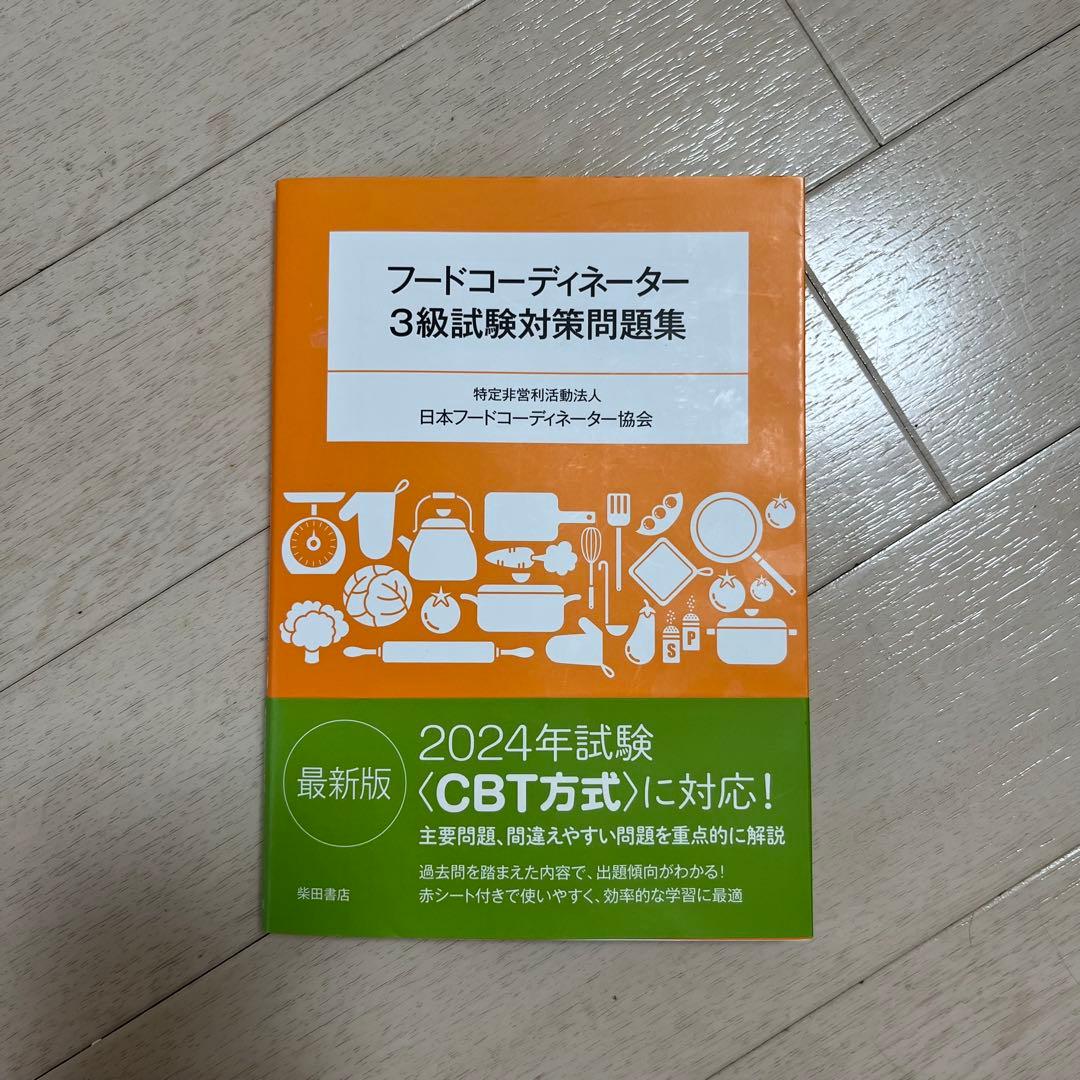 フードコーディネーター
3級試験対策問題集
特定非営利活動法人
日本フードコーディネーター協会
S
P
最新版
2024年試験
〈CBT方式〉に対応！
主要問題、間違えやすい問題を重点的に解説
過去問を踏まえた内容で、出題傾向がわかる！
赤シート付きで使いやすく、効率的な学習に最適
柴田書店